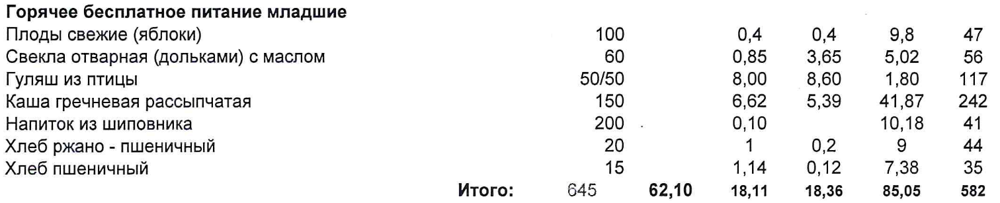 Горячее бесплатное питание младшие
Плоды свежие (яблоки) 100 0,4 0,4 9,8 47
Свекла отварная (дольками) с маслом 60 0,85 3,65 5,02 56
Гуляш из птицы 50/50 8,00 8,60 1,80 117
Каша гречневая рассыпчатая 150 6,62 5,39 41,87 242
Напиток из шиповника 200 0,10 10,18 41
Хлеб ржано - пшеничный 20 1 0,2 9 44
Хлеб пшеничный 15 1,14 0,12 7,38 35
Итого: 645 62,10 18,11 18,36 85,05 582